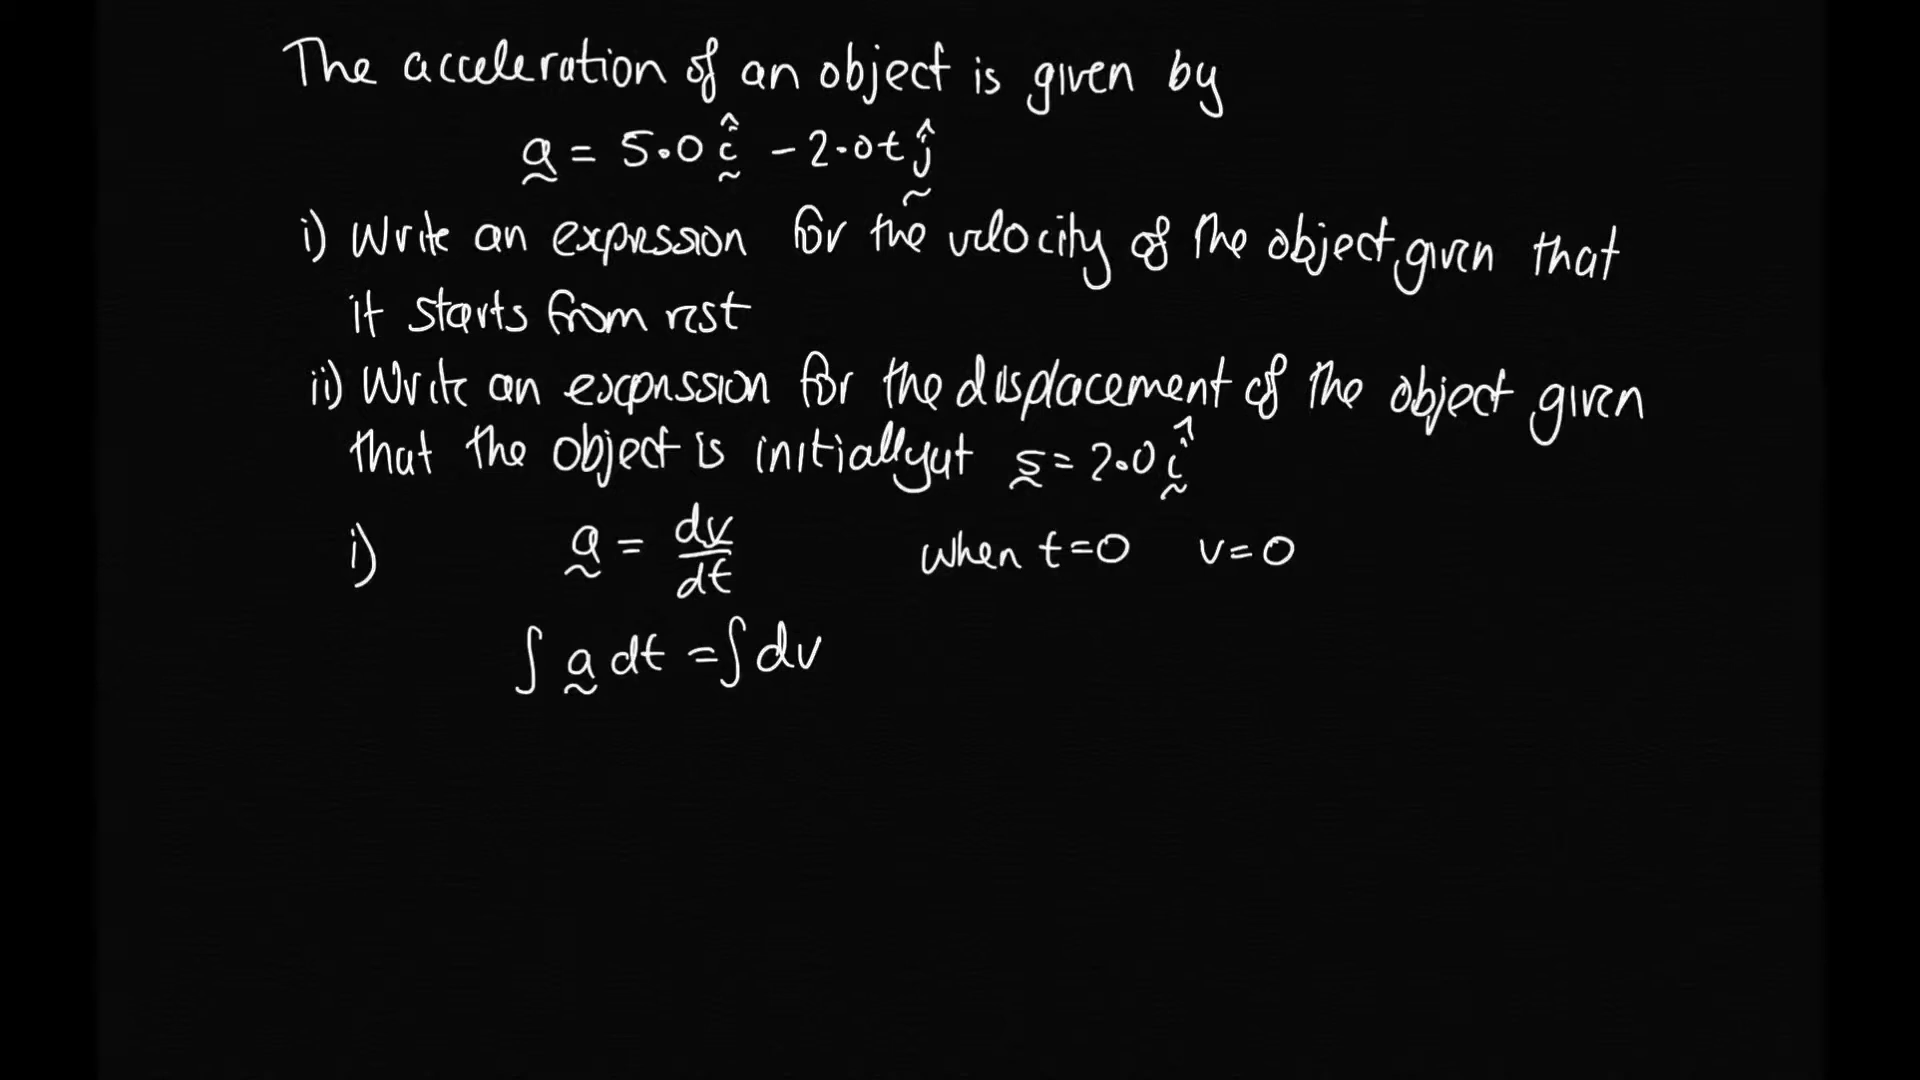 The acceleration of an object is given by
a = 5.0 î - 2.0t ĵ
i) Write an expression for the velocity of the object, given that
it starts from rest
ii) Write an expression for the displacement of the object given
that the object is initially at s = 2.0 î
i) a = dv/dt when t=0 v=0
∫ a dt = ∫ dv